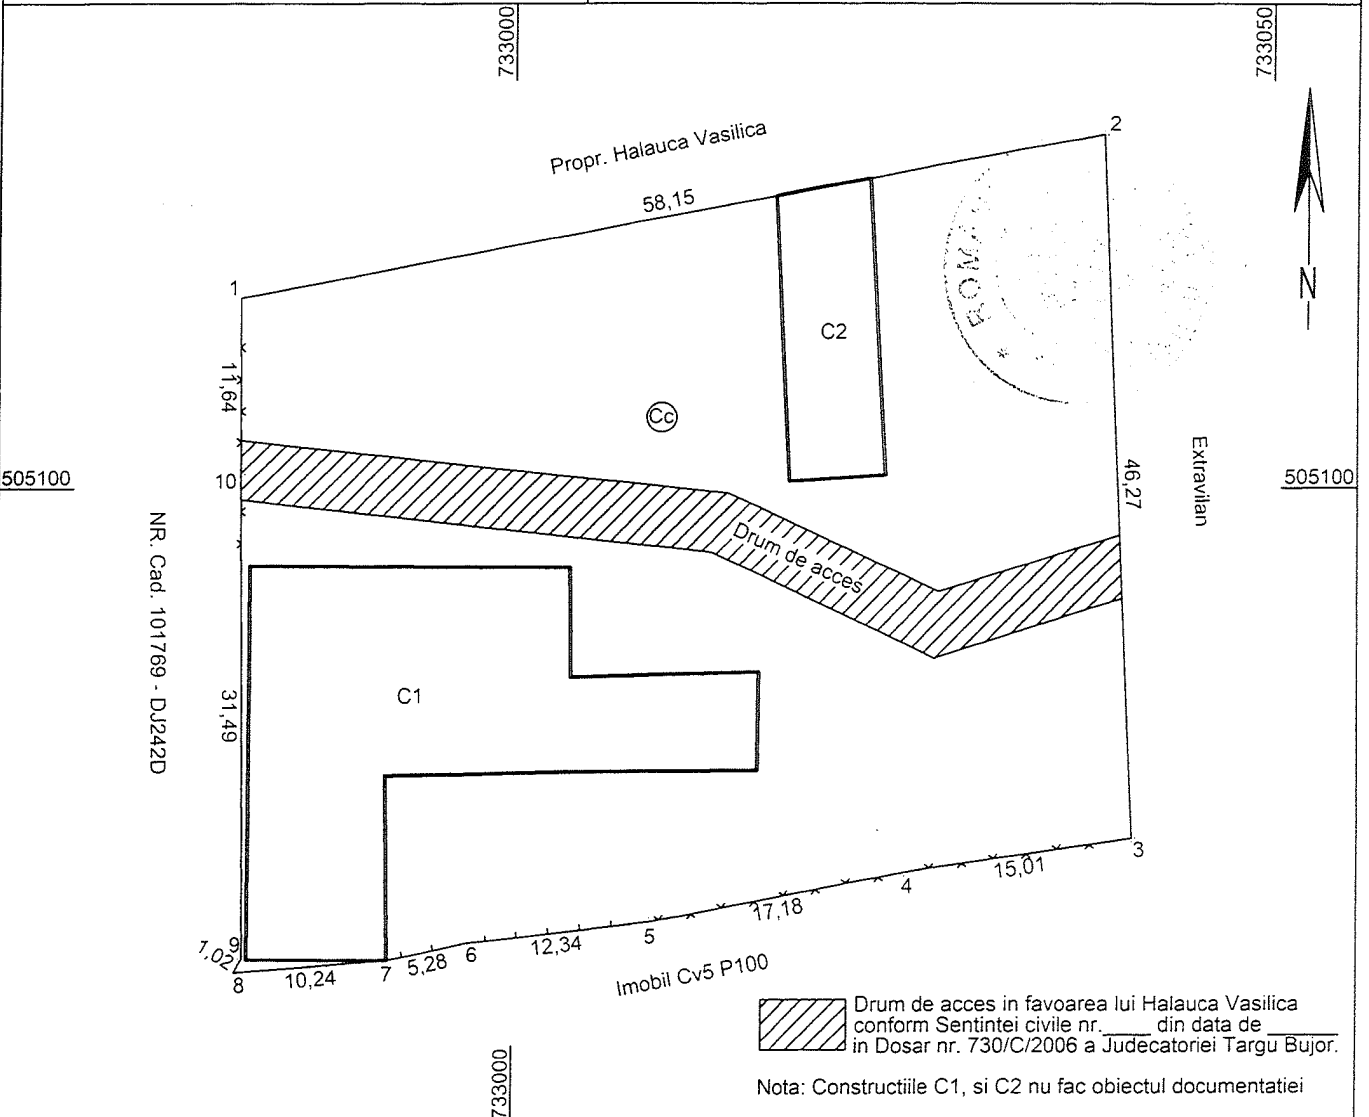 733000
733050
Propr. Halauca Vasilica
58,15
2
1
N
C2
ROMA
*
11,64
Cc
10
505100
505100
46,27
Extravilan
Drum de acces
NR. Cad. 101769 - DJ242D
31,49
C1
3
15,01
4
17,18
5
12,34
6
5,28
7
10,24
8
9
1,02
Imobil Cv5 P100
Drum de acces in favoarea lui Halauca Vasilica
conform Sentintei civile nr.____ din data de ______
in Dosar nr. 730/C/2006 a Judecatoriei Targu Bujor.
733000
Nota: Constructiile C1, si C2 nu fac obiectul documentatiei